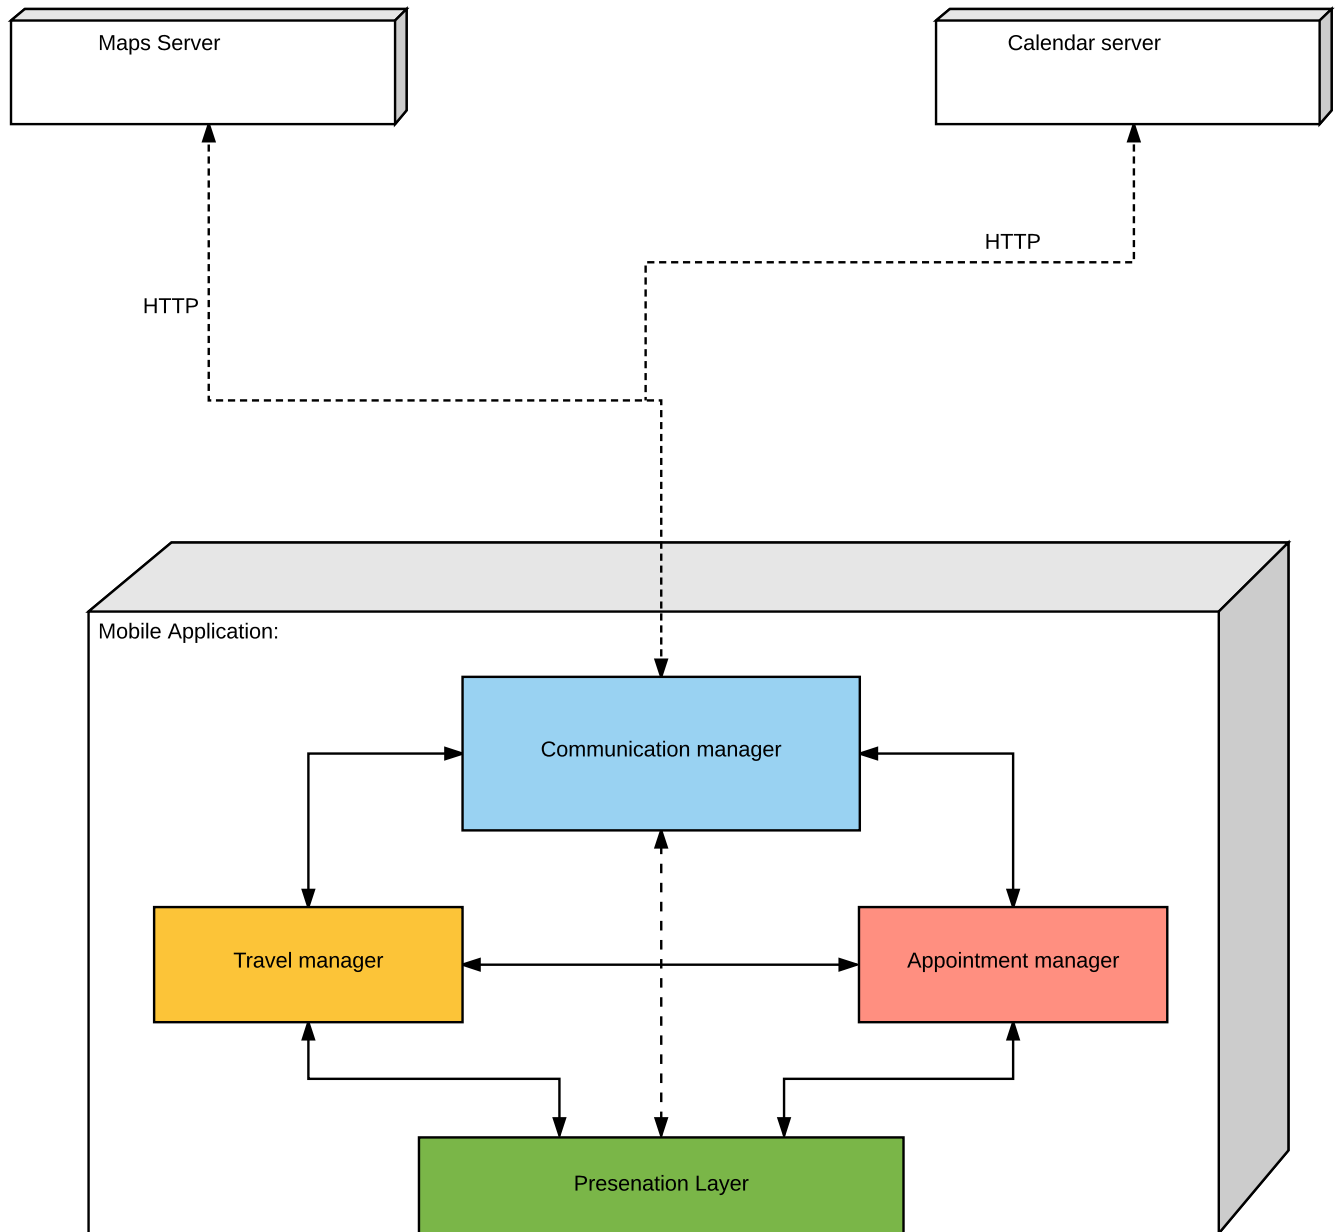 Maps Server
Calendar server
HTTP
HTTP
Mobile Application:
Communication manager
Travel manager
Appointment manager
Presenation Layer